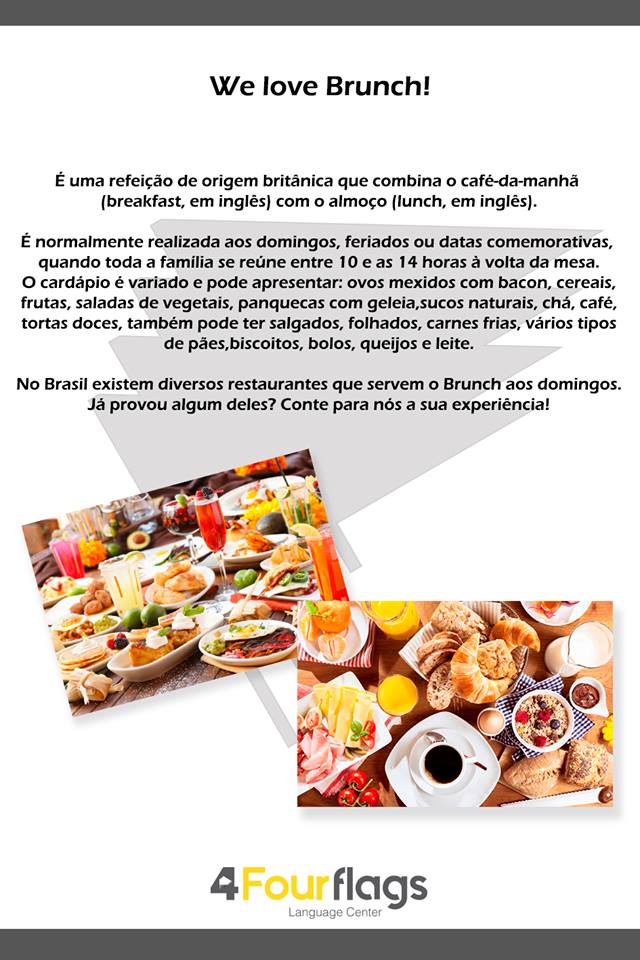 We love Brunch!
É uma refeição de origem britânica que combina o café-da-manhã
(breakfast, em inglês) com o almoço (lunch, em inglês).
É normalmente realizada aos domingos, feriados ou datas comemorativas,
quando toda a família se reúne entre 10 e as 14 horas à volta da mesa.
O cardápio é variado e pode apresentar: ovos mexidos com bacon, cereais,
frutas, saladas de vegetais, panquecas com geleia,sucos naturais, chá, café,
tortas doces, também pode ter salgados, folhados, carnes frias, vários tipos
de pães,biscoitos, bolos, queijos e leite.
No Brasil existem diversos restaurantes que servem o Brunch aos domingos.
Já provou algum deles? Conte para nós a sua experiência!
4Fourflags
Language Center